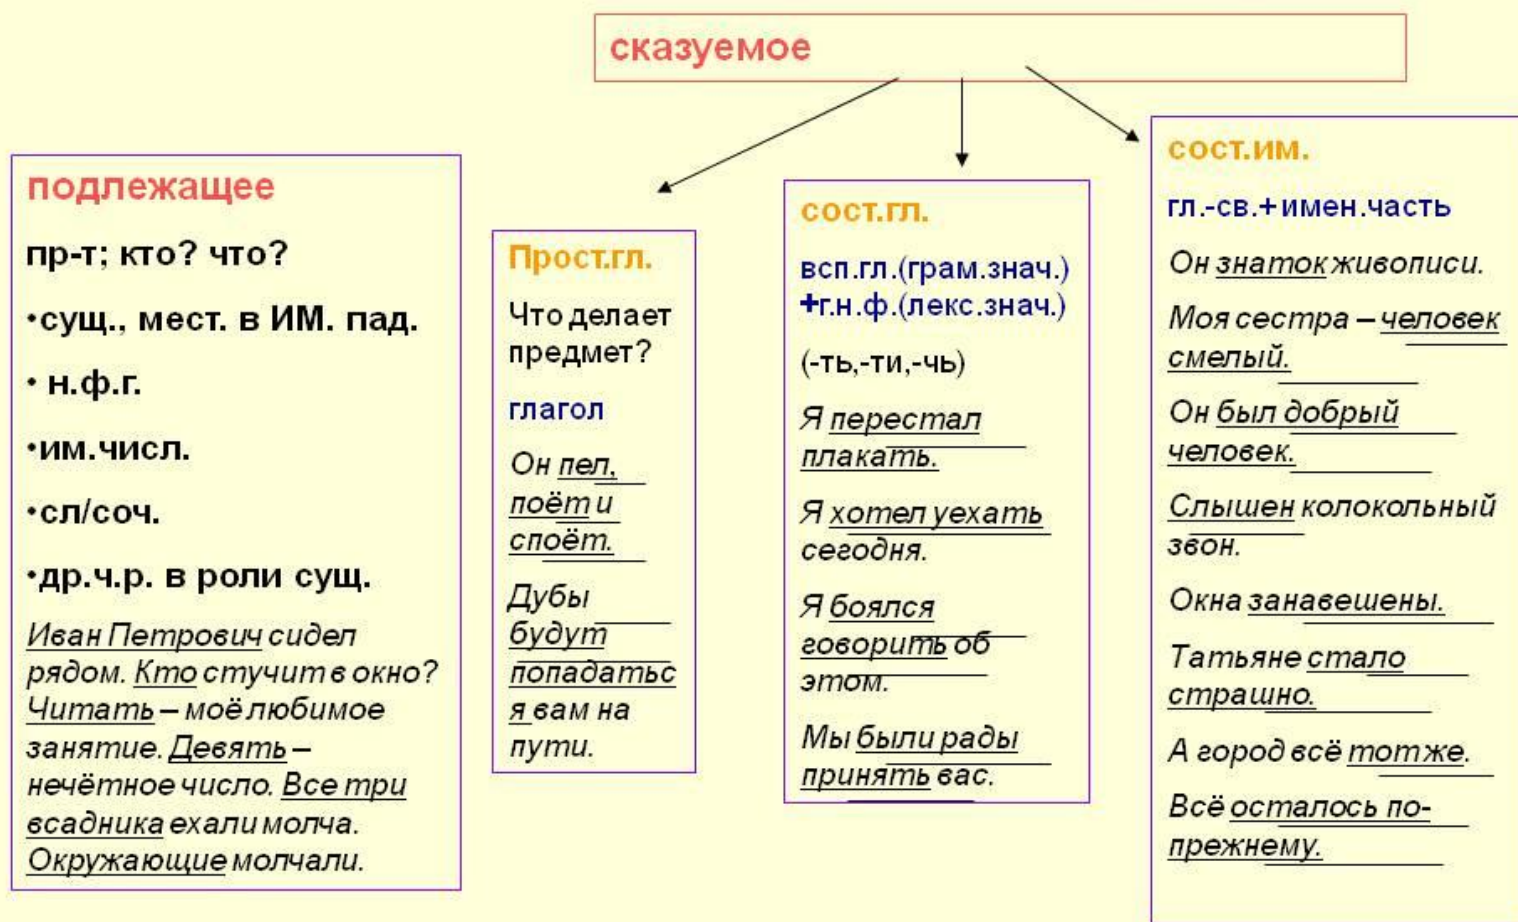 сказуемое
подлежащее
пр-т; кто? что?
•сущ., мест. в ИМ. пад.
• н.ф.г.
•им.числ.
•сл/соч.
•др.ч.р. в роли сущ.
Иван Петрович сидел
рядом. Кто стучит в окно?
Читать – моё любимое
занятие. Девять –
нечётное число. Все три
всадника ехали молча.
Окружающие молчали.
Прост.гл.
Что делает
предмет?
глагол
Он пел,
поёт и
споёт.
Дубы
будут
попадатьс
я вам на
пути.
сост.гл.
всп.гл.(грам.знач.)
+г.н.ф.(лекс.знач.)
(-ть,-ти,-чь)
Я перестал
плакать.
Я хотел уехать
сегодня.
Я боялся
говорить об
этом.
Мы были рады
принять вас.
сост.им.
гл.-св.+имен.часть
Он знаток живописи.
Моя сестра – человек
смелый.
Он был добрый
человек.
Слышен колокольный
звон.
Окна занавешены.
Татьяне стало
страшно.
А город всё тот же.
Всё осталось по-
прежнему.